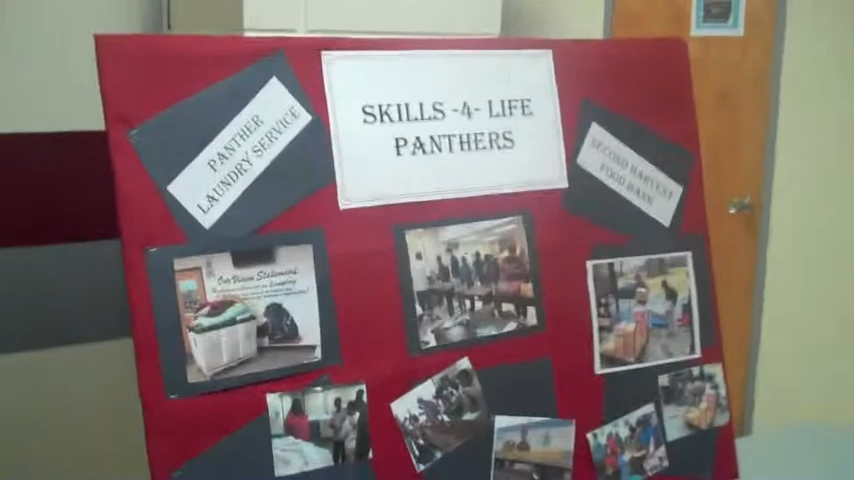 SKILLS -4- LIFE
PANTHERS
PANTHER
LAUNDRY SERVICE
SECOND HARVEST
FOOD BANK
Our Vision Statement